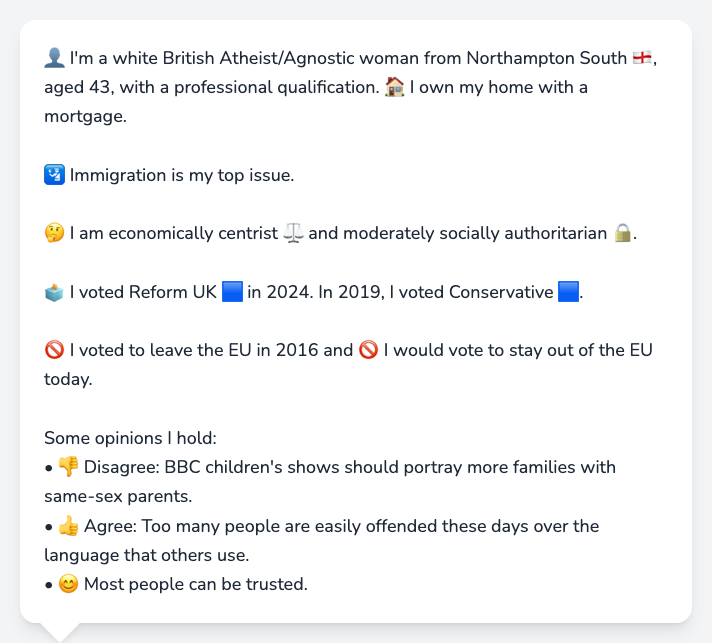 👤 I'm a white British Atheist/Agnostic woman from Northampton South 🏴󠁧󠁢󠁥󠁮󠁧󠁿,
aged 43, with a professional qualification. 🏠 I own my home with a
mortgage.
🛂 Immigration is my top issue.
🤔 I am economically centrist ⚖️ and moderately socially authoritarian 🔒.
🗳️ I voted Reform UK 🟦 in 2024. In 2019, I voted Conservative 🟦.
🚫 I voted to leave the EU in 2016 and 🚫 I would vote to stay out of the EU
today.
Some opinions I hold:
• 👎 Disagree: BBC children's shows should portray more families with
same-sex parents.
• 👍 Agree: Too many people are easily offended these days over the
language that others use.
• 😊 Most people can be trusted.